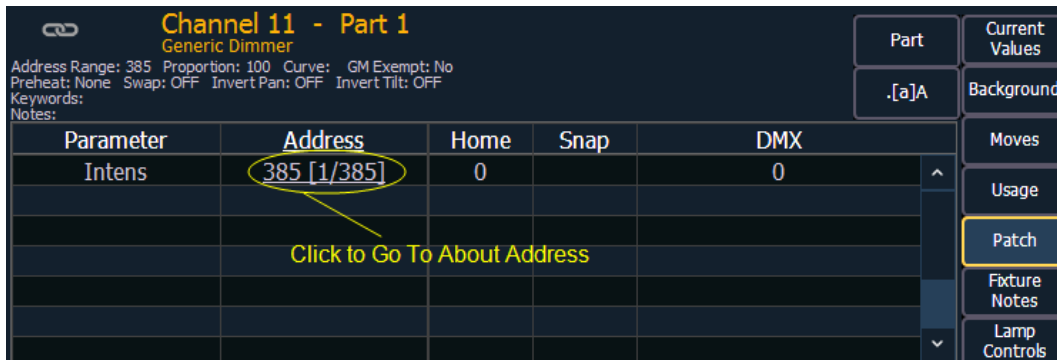 Channel 11 - Part 1
Generic Dimmer
Address Range: 385 Proportion: 100 Curve: GM Exempt: No
Preheat: None Swap: OFF Invert Pan: OFF Invert Tilt: OFF
Keywords:
Notes:
Part
.[a]A
Parameter Address Home Snap DMX
Intens 385 [1/385] 0 0
Click to Go To About Address
Current
Values
Background
Moves
Usage
Patch
Fixture
Notes
Lamp
Controls